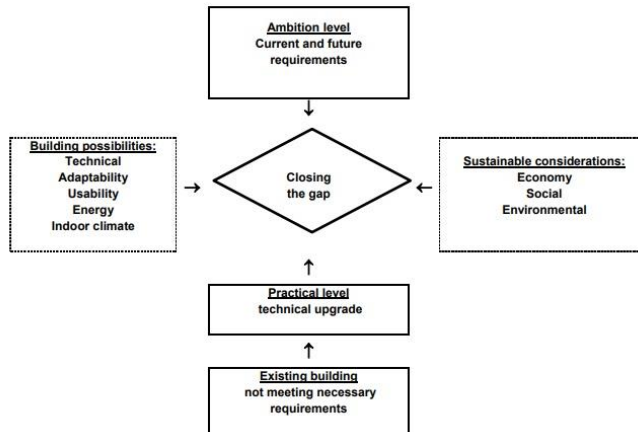 Ambition level
Current and future
requirements
Building possibilities:
Technical
Adaptability
Usability
Energy
Indoor climate
Closing
the gap
Sustainable considerations:
Economy
Social
Environmental
Practical level
technical upgrade
Existing building
not meeting necessary
requirements